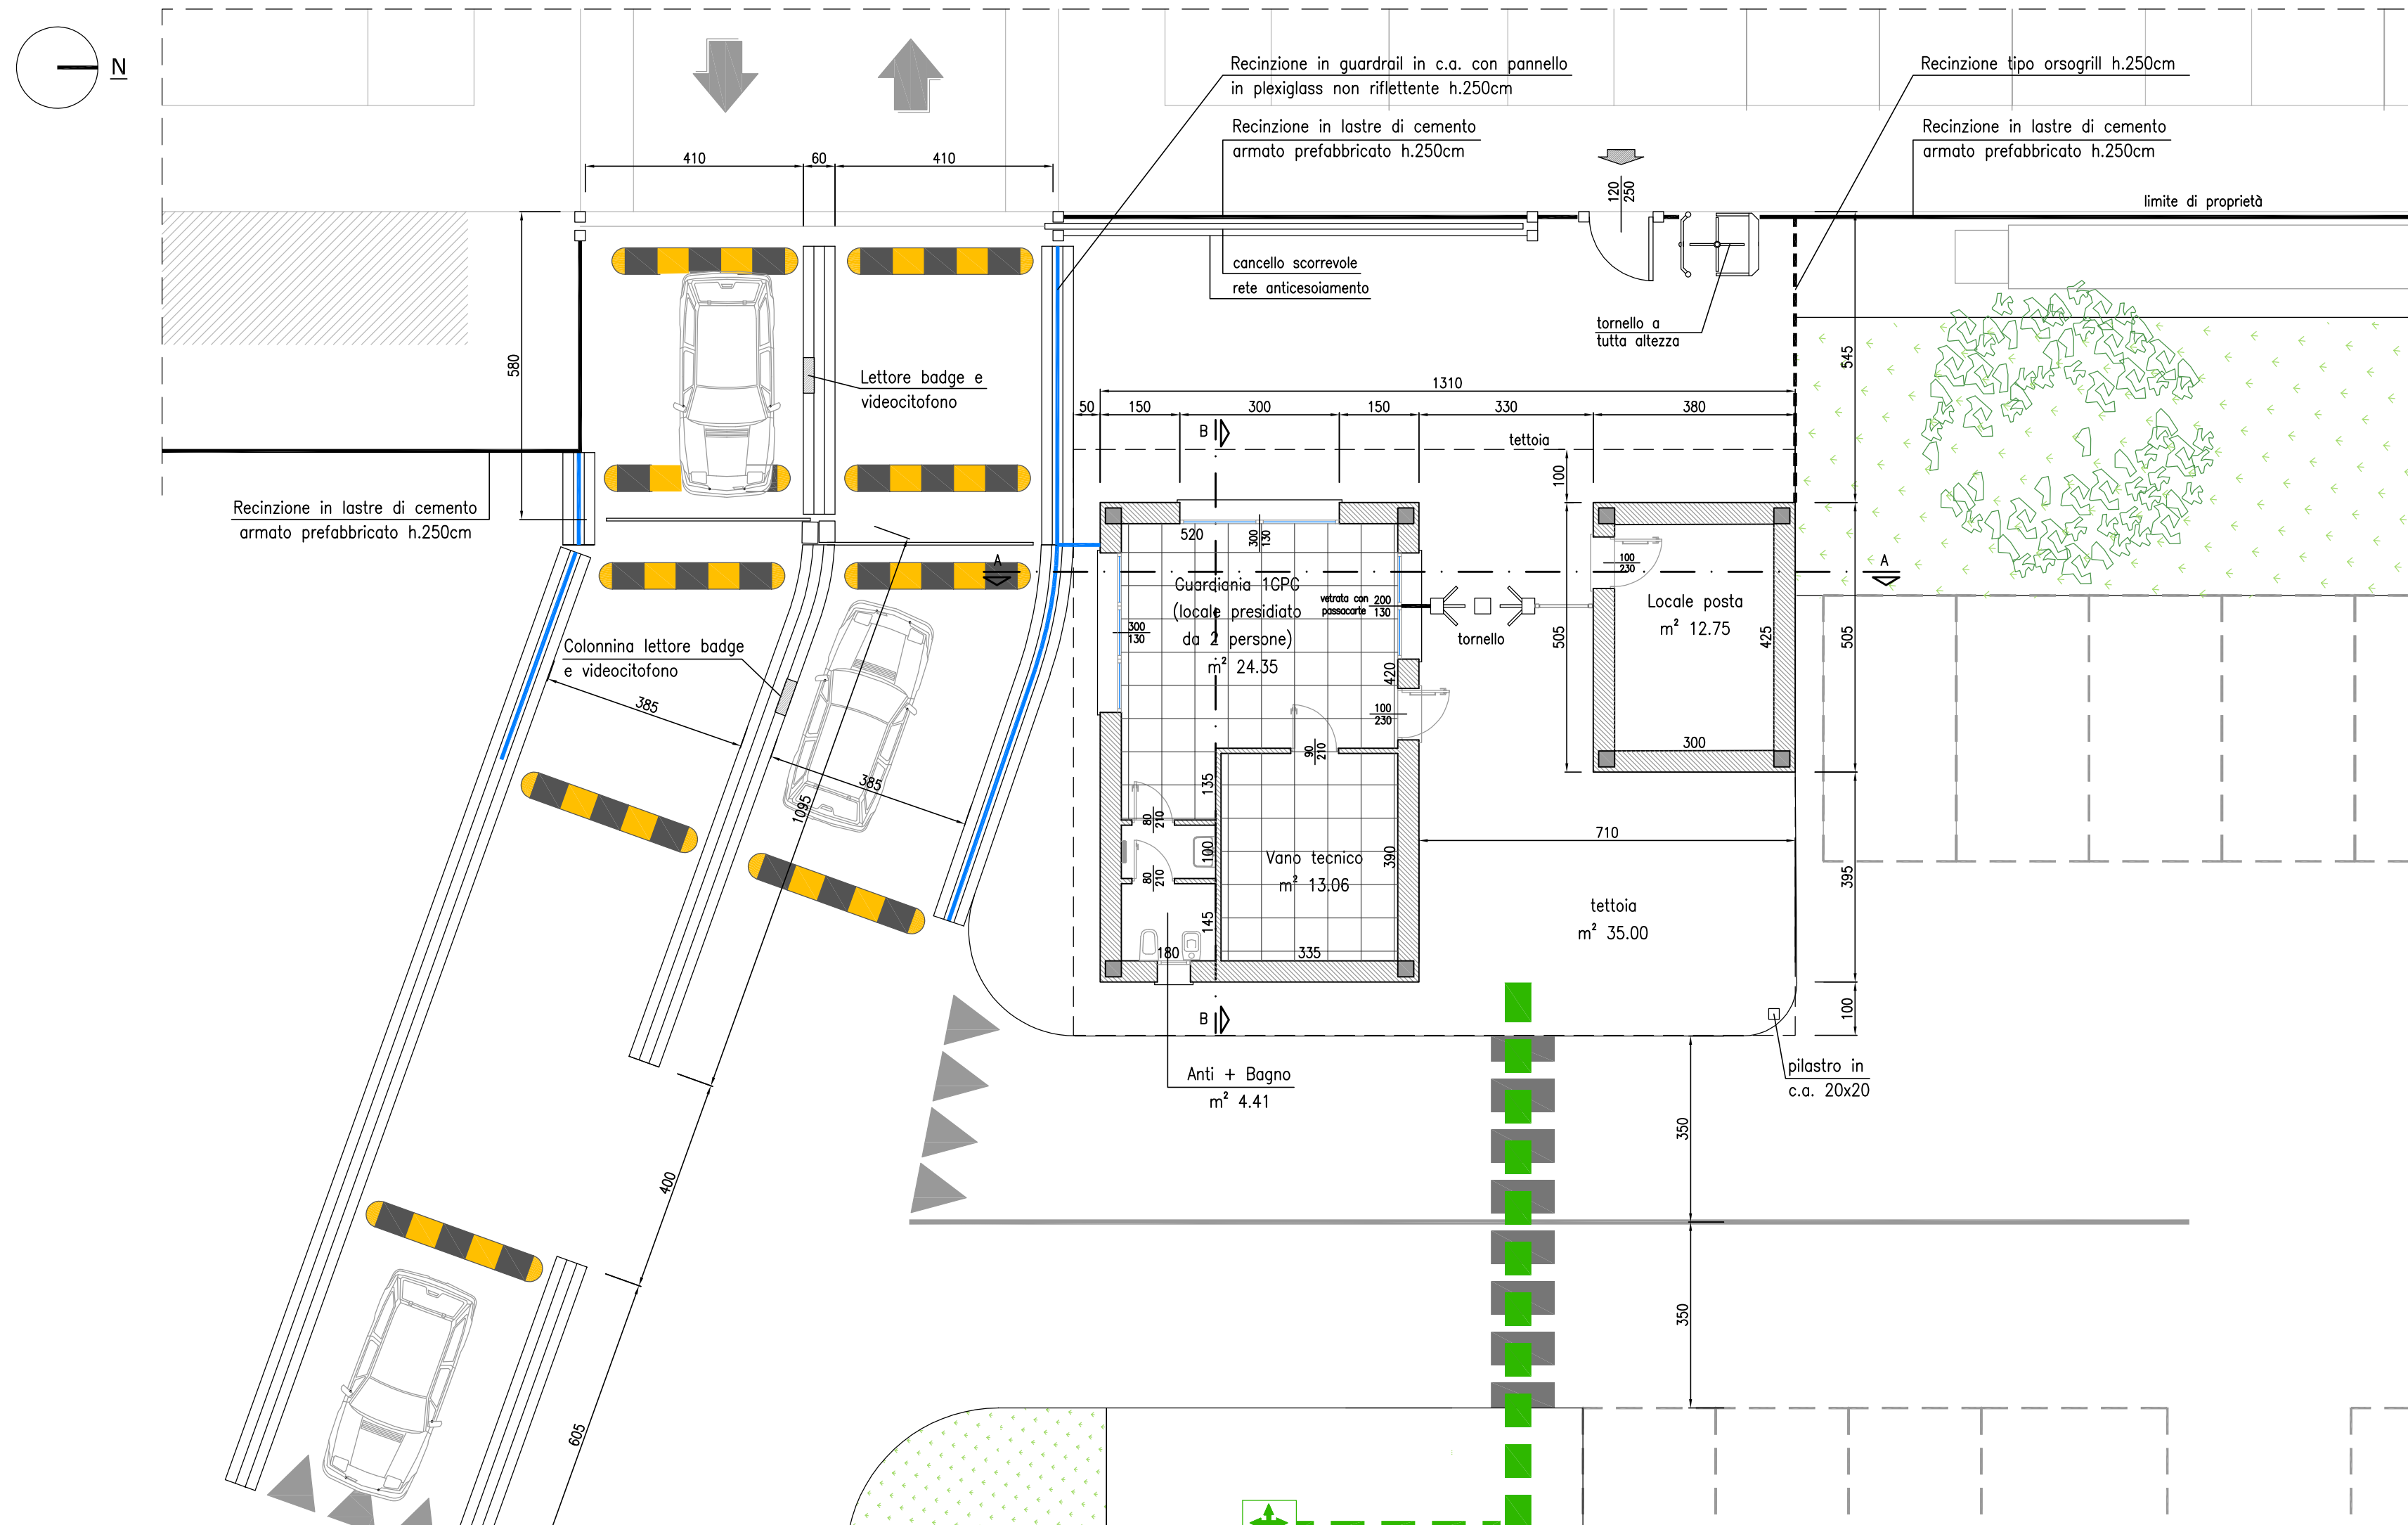 N
Recinzione in guardrail in c.a. con pannello
in plexiglass non riflettente h.250cm
Recinzione tipo orsogrill h.250cm
Recinzione in lastre di cemento
armato prefabbricato h.250cm
Recinzione in lastre di cemento
armato prefabbricato h.250cm
410
60
410
120
250
limite di proprietà
cancello scorrevole
rete anticesoiamento
tornello a
tutta altezza
580
545
Lettore badge e
videocitofono
1310
50
150
300
150
330
380
B
tettoia
100
Recinzione in lastre di cemento
armato prefabbricato h.250cm
520
300
130
A
A
100
230
Guardiania 1GPG
(locale presidiato
da 2 persone)
m² 24.35
vetrata con
passacarte
200
130
300
130
tornello
Locale posta
m² 12.75
505
425
505
Colonnina lettore badge
e videocitofono
420
385
100
230
90
210
300
385
1095
135
80
210
710
100
80
210
Vano tecnico
m² 13.06
390
395
tettoia
m² 35.00
145
180
335
B
100
Anti + Bagno
m² 4.41
pilastro in
c.a. 20x20
350
400
350
605